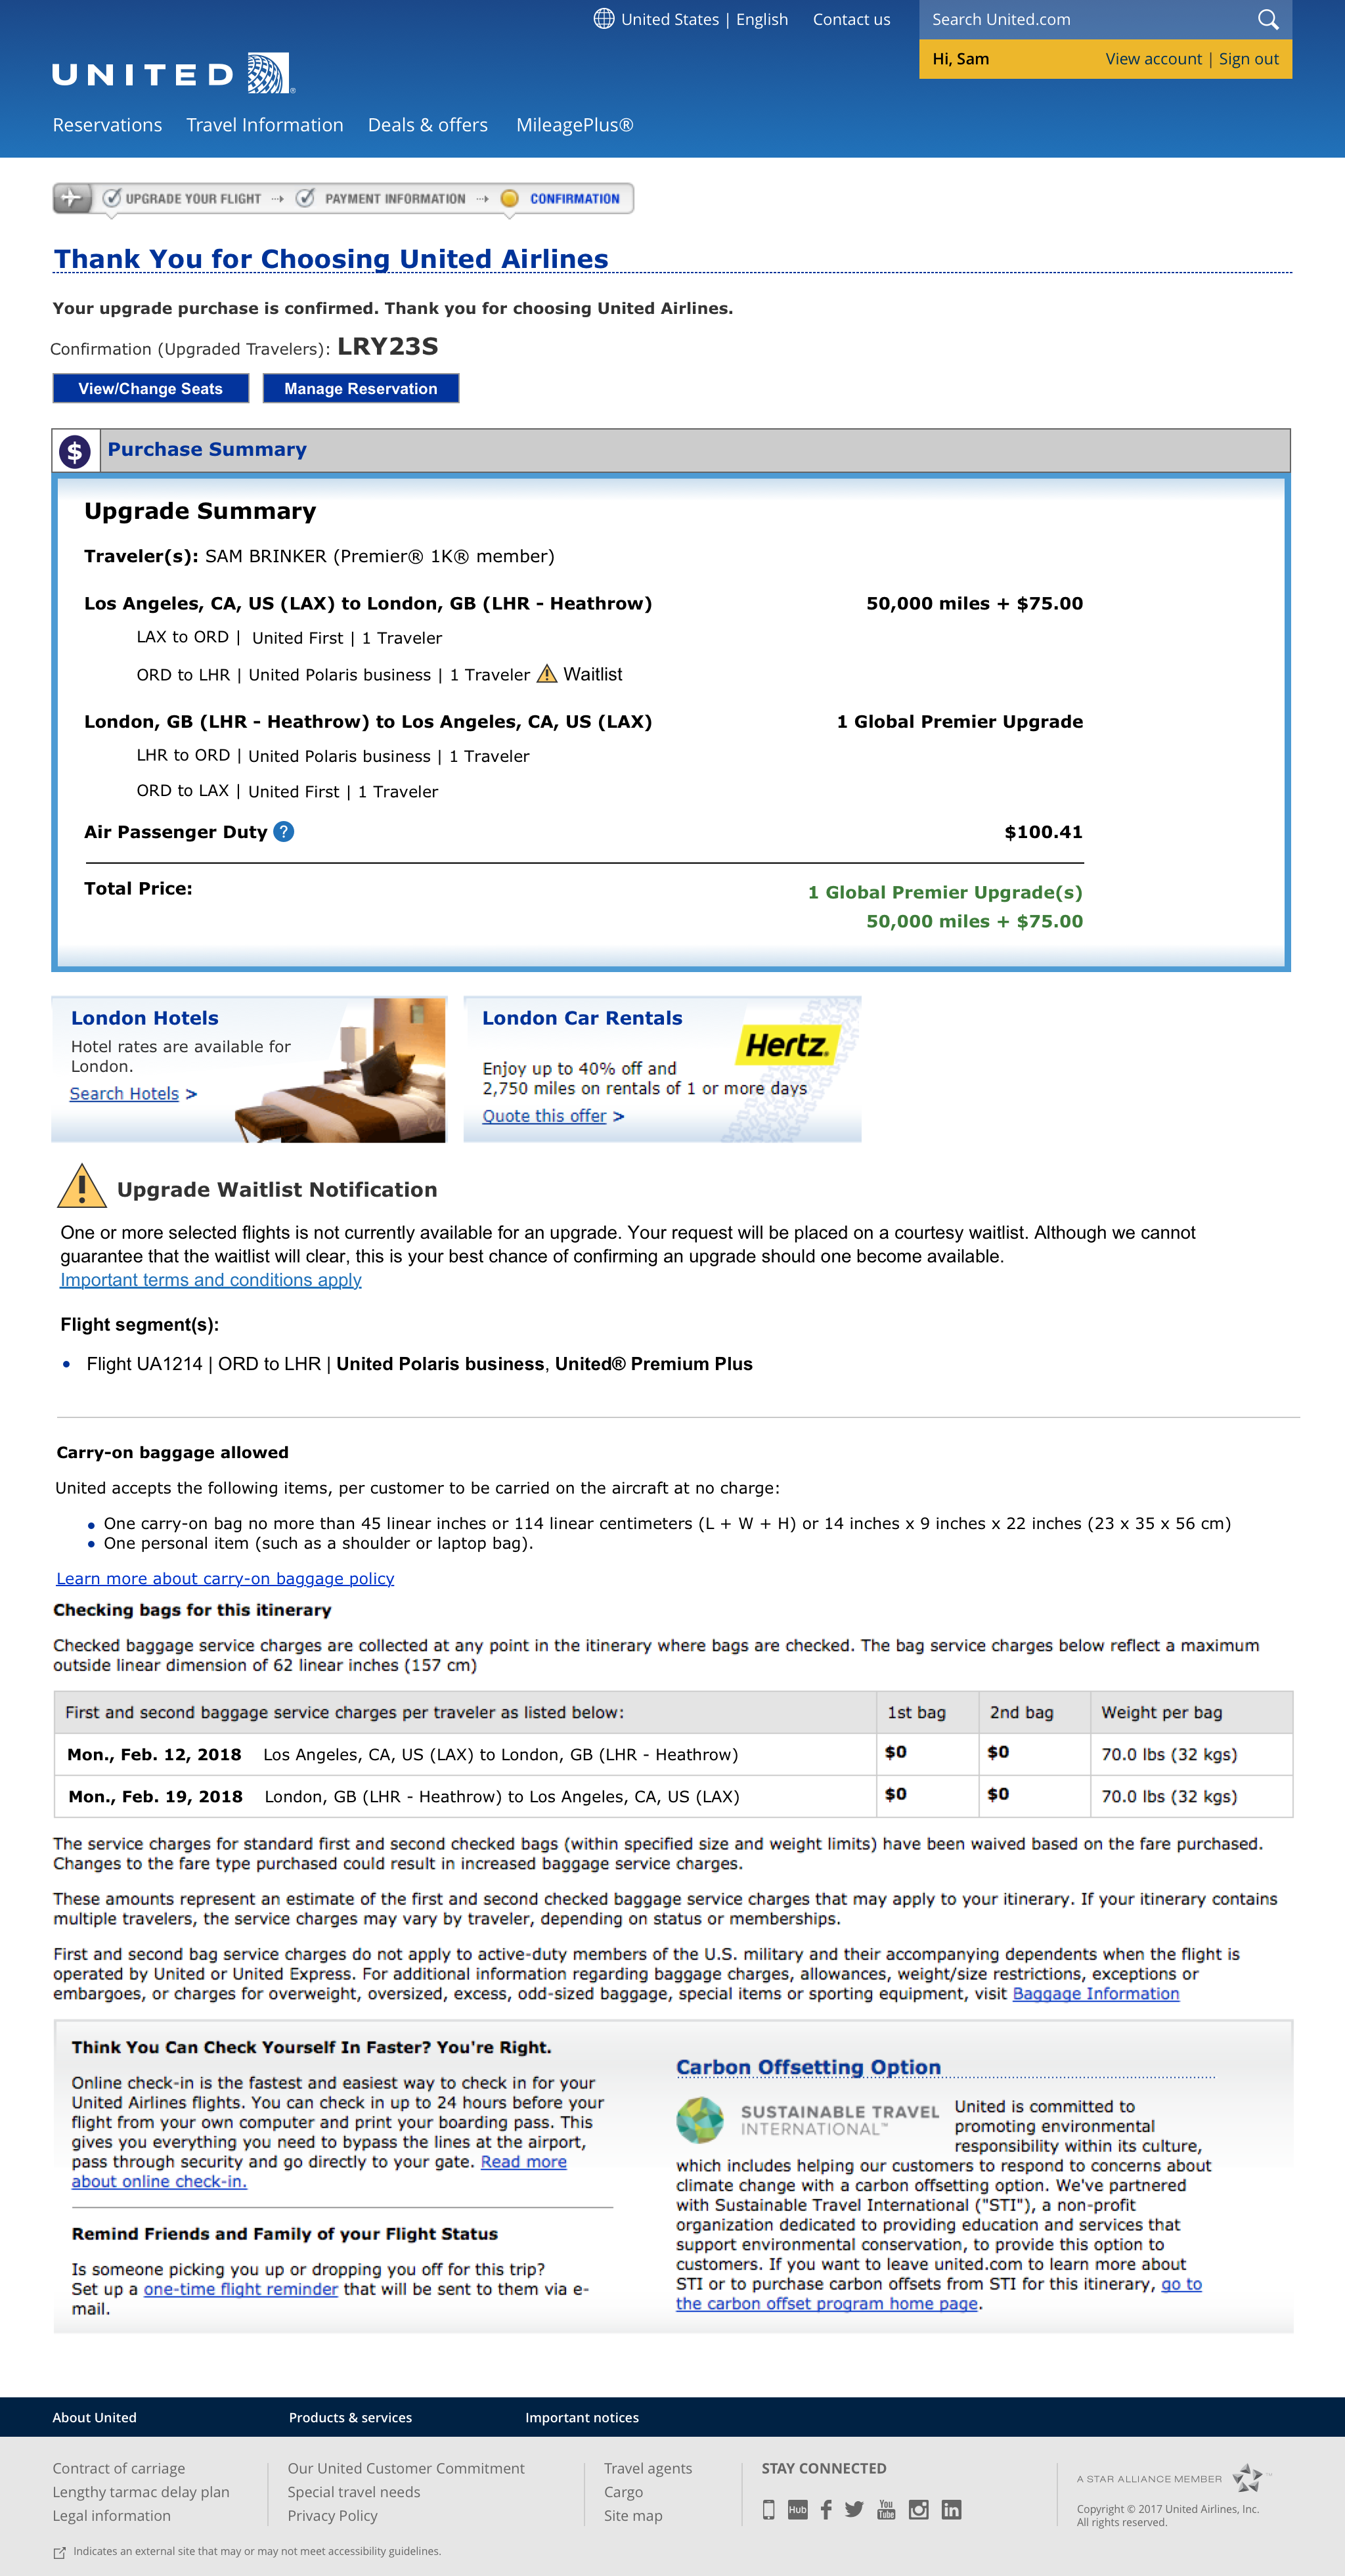 United States | English Contact us Search United.com
Hi, Sam View account | Sign out
UNITED
Reservations Travel Information Deals & offers MileagePlus®
UPGRADE YOUR FLIGHT PAYMENT INFORMATION CONFIRMATION
Thank You for Choosing United Airlines
Your upgrade purchase is confirmed. Thank you for choosing United Airlines.
Confirmation (Upgraded Travelers): LRY23S
View/Change Seats Manage Reservation
$ Purchase Summary
Upgrade Summary
Traveler(s): SAM BRINKER (Premier® 1K® member)
Los Angeles, CA, US (LAX) to London, GB (LHR - Heathrow) 50,000 miles + $75.00
LAX to ORD | United First | 1 Traveler
ORD to LHR | United Polaris business | 1 Traveler ! Waitlist
London, GB (LHR - Heathrow) to Los Angeles, CA, US (LAX) 1 Global Premier Upgrade
LHR to ORD | United Polaris business | 1 Traveler
ORD to LAX | United First | 1 Traveler
Air Passenger Duty ? $100.41
Total Price: 1 Global Premier Upgrade(s)
50,000 miles + $75.00
London Hotels
Hotel rates are available for
London.
Search Hotels >
London Car Rentals
Hertz.
Enjoy up to 40% off and
2,750 miles on rentals of 1 or more days
Quote this offer >
! Upgrade Waitlist Notification
One or more selected flights is not currently available for an upgrade. Your request will be placed on a courtesy waitlist. Although we cannot
guarantee that the waitlist will clear, this is your best chance of confirming an upgrade should one become available.
Important terms and conditions apply
Flight segment(s):
• Flight UA1214 | ORD to LHR | United Polaris business, United® Premium Plus
Carry-on baggage allowed
United accepts the following items, per customer to be carried on the aircraft at no charge:
• One carry-on bag no more than 45 linear inches or 114 linear centimeters (L + W + H) or 14 inches x 9 inches x 22 inches (23 x 35 x 56 cm)
• One personal item (such as a shoulder or laptop bag).
Learn more about carry-on baggage policy
Checking bags for this itinerary
Checked baggage service charges are collected at any point in the itinerary where bags are checked. The bag service charges below reflect a maximum
outside linear dimension of 62 linear inches (157 cm)
First and second baggage service charges per traveler as listed below: 1st bag 2nd bag Weight per bag
Mon., Feb. 12, 2018 Los Angeles, CA, US (LAX) to London, GB (LHR - Heathrow) $0 $0 70.0 lbs (32 kgs)
Mon., Feb. 19, 2018 London, GB (LHR - Heathrow) to Los Angeles, CA, US (LAX) $0 $0 70.0 lbs (32 kgs)
The service charges for standard first and second checked bags (within specified size and weight limits) have been waived based on the fare purchased.
Changes to the fare type purchased could result in increased baggage service charges.
These amounts represent an estimate of the first and second checked baggage service charges that may apply to your itinerary. If your itinerary contains
multiple travelers, the service charges may vary by traveler, depending on status or memberships.
First and second bag service charges do not apply to active-duty members of the U.S. military and their accompanying dependents when the flight is
operated by United or United Express. For additional information regarding baggage charges, allowances, weight/size restrictions, exceptions or
embargoes, or charges for overweight, oversized, excess, odd-sized baggage, special items or sporting equipment, visit Baggage Information
Think You Can Check Yourself In Faster? You're Right.
Online check-in is the fastest and easiest way to check in for your
United Airlines flights. You can check in up to 24 hours before your
flight from your own computer and print your boarding pass. This
gives you everything you need to bypass the lines at the airport,
pass through security and go directly to your gate. Read more
about online check-in.
Remind Friends and Family of your Flight Status
Is someone picking you up or dropping you off for this trip?
Set up a one-time flight reminder that will be sent to them via e-
mail.
Carbon Offsetting Option
SUSTAINABLE TRAVEL
INTERNATIONAL™
United is committed to
promoting environmental
responsibility within its culture,
which includes helping our customers to respond to concerns about
climate change with a carbon offsetting option. We've partnered
with Sustainable Travel International ("STI"), a non-profit
organization dedicated to providing education and services that
support environmental conservation, to provide this option to
customers. If you want to leave united.com to learn more about
STI or to purchase carbon offsets from STI for this itinerary, go to
the carbon offset program home page.
About United Products & services Important notices
Contract of carriage
Lengthy tarmac delay plan
Legal information
Our United Customer Commitment
Special travel needs
Privacy Policy
Travel agents
Cargo
Site map
STAY CONNECTED
Hub You Tube
A STAR ALLIANCE MEMBER
Copyright © 2017 United Airlines, Inc.
All rights reserved.
Indicates an external site that may or may not meet accessibility guidelines.